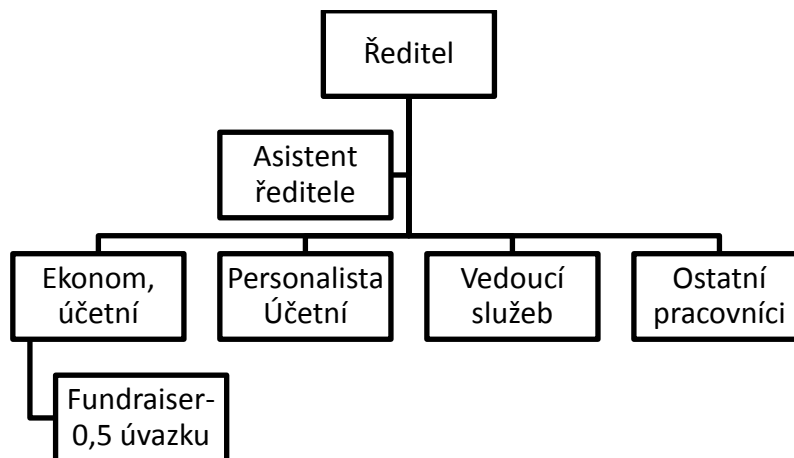 Ředitel
Asistent
ředitele
Ekonom,
účetní
Personalista
Účetní
Vedoucí
služeb
Ostatní
pracovníci
Fundraiser-
0,5 úvazku